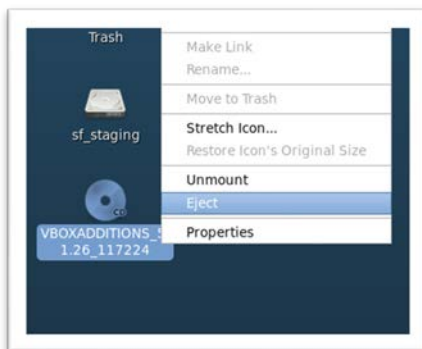 Trash
Make Link
Rename...
Move to Trash
sf_staging
Stretch Icon...
Restore Icon's Original Size
Unmount
Eject
VBOXADDITIONS_
1.26_117224
Properties